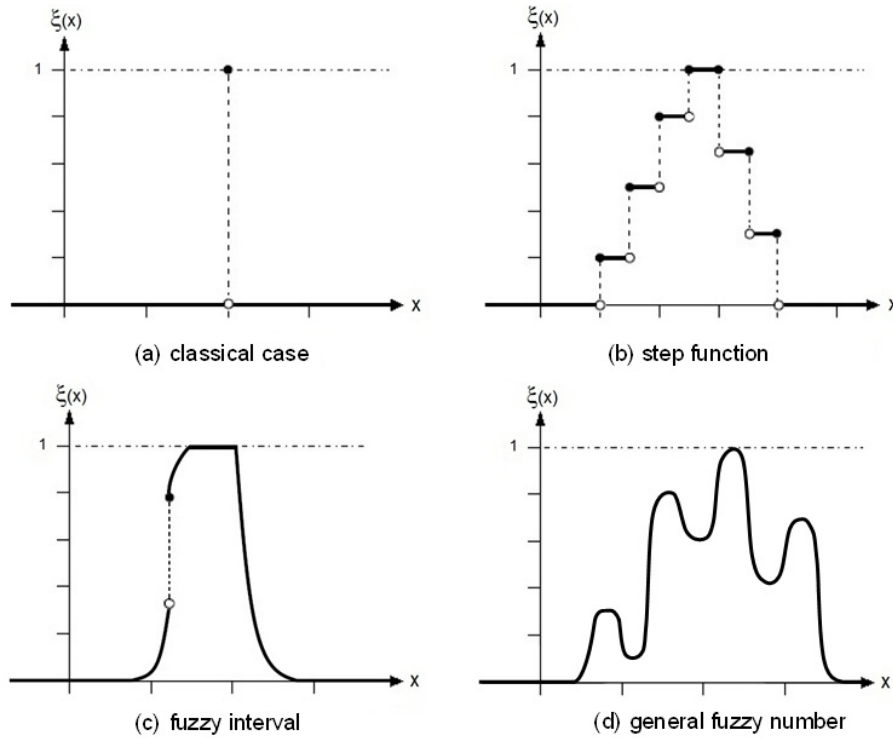 ξ(x)
1
x
(a) classical case
ξ(x)
1
x
(b) step function
ξ(x)
1
x
(c) fuzzy interval
ξ(x)
1
x
(d) general fuzzy number